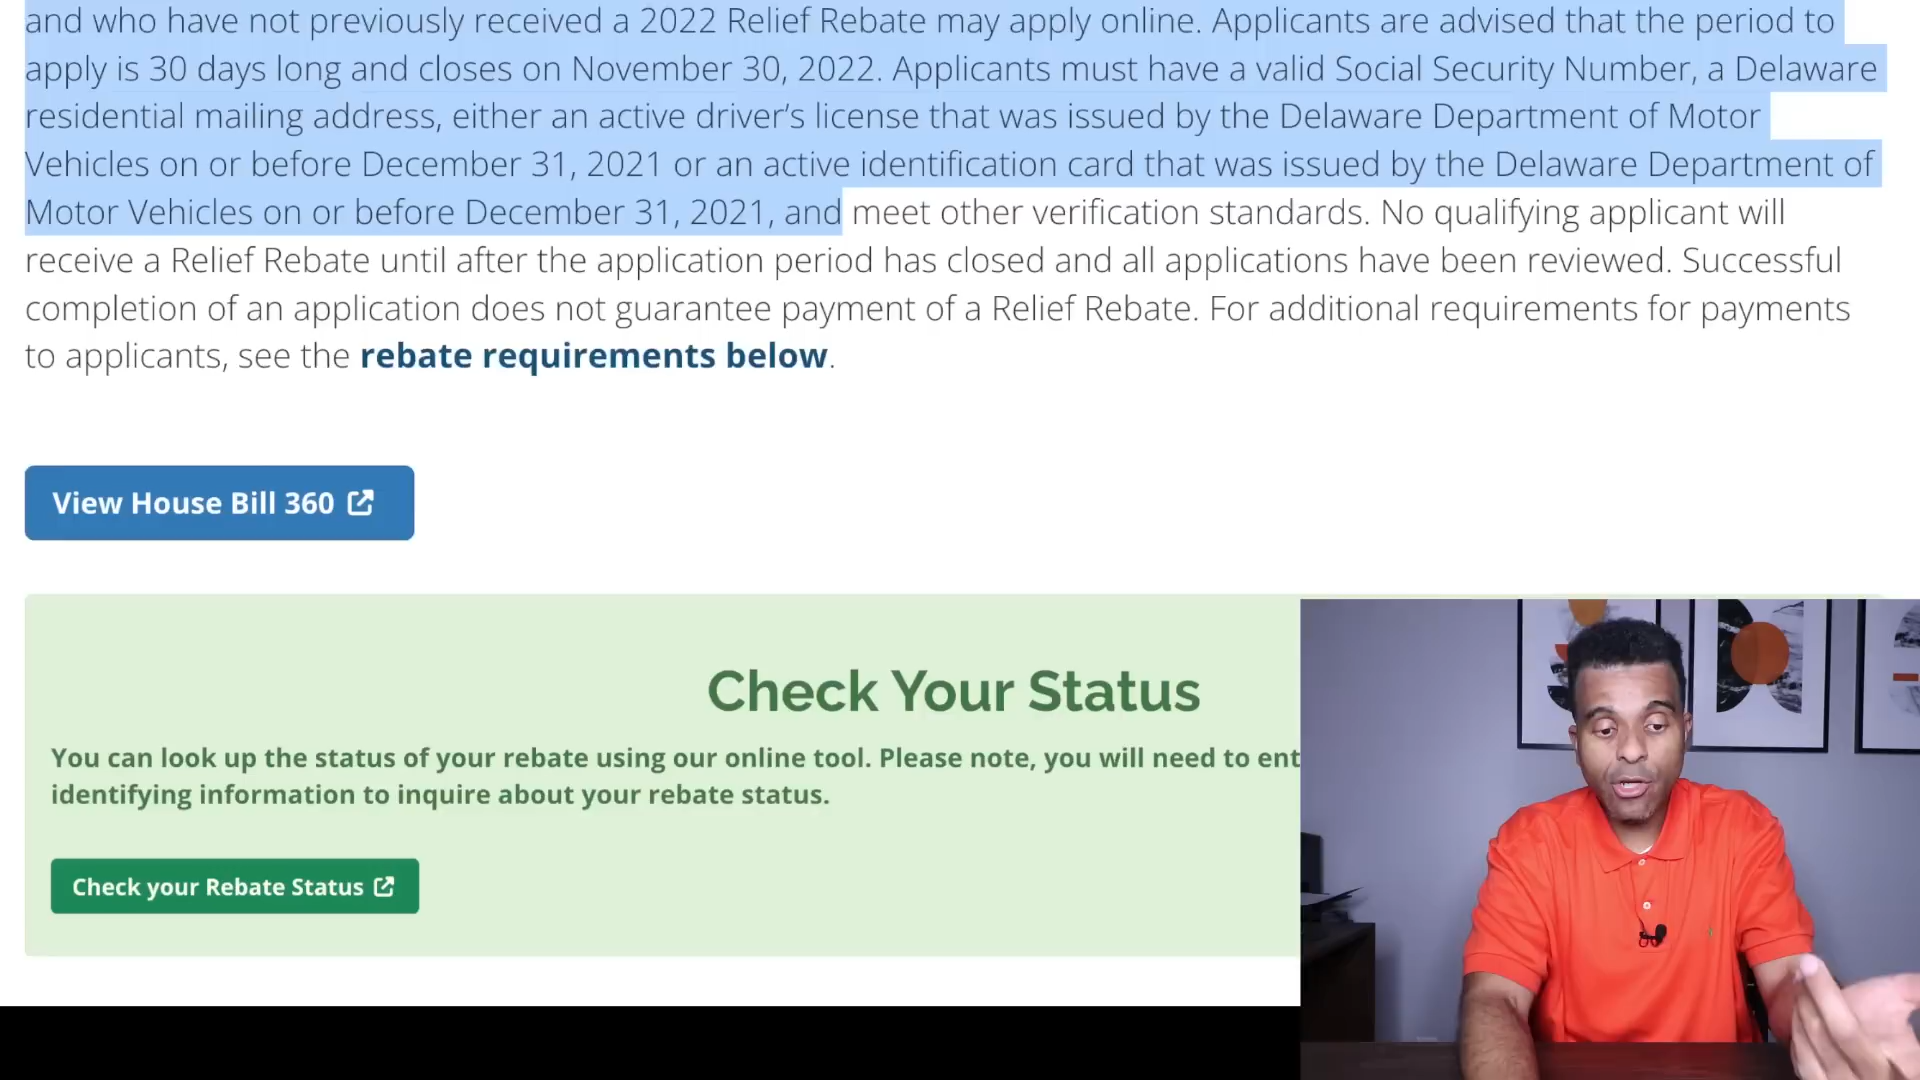 and who have not previously received a 2022 Relief Rebate may apply online. Applicants are advised that the period to
apply is 30 days long and closes on November 30, 2022. Applicants must have a valid Social Security Number, a Delaware
residential mailing address, either an active driver’s license that was issued by the Delaware Department of Motor
Vehicles on or before December 31, 2021 or an active identification card that was issued by the Delaware Department of
Motor Vehicles on or before December 31, 2021, and meet other verification standards. No qualifying applicant will
receive a Relief Rebate until after the application period has closed and all applications have been reviewed. Successful
completion of an application does not guarantee payment of a Relief Rebate. For additional requirements for payments
to applicants, see the rebate requirements below.
View House Bill 360
Check Your Status
You can look up the status of your rebate using our online tool. Please note, you will need to ent
identifying information to inquire about your rebate status.
Check your Rebate Status